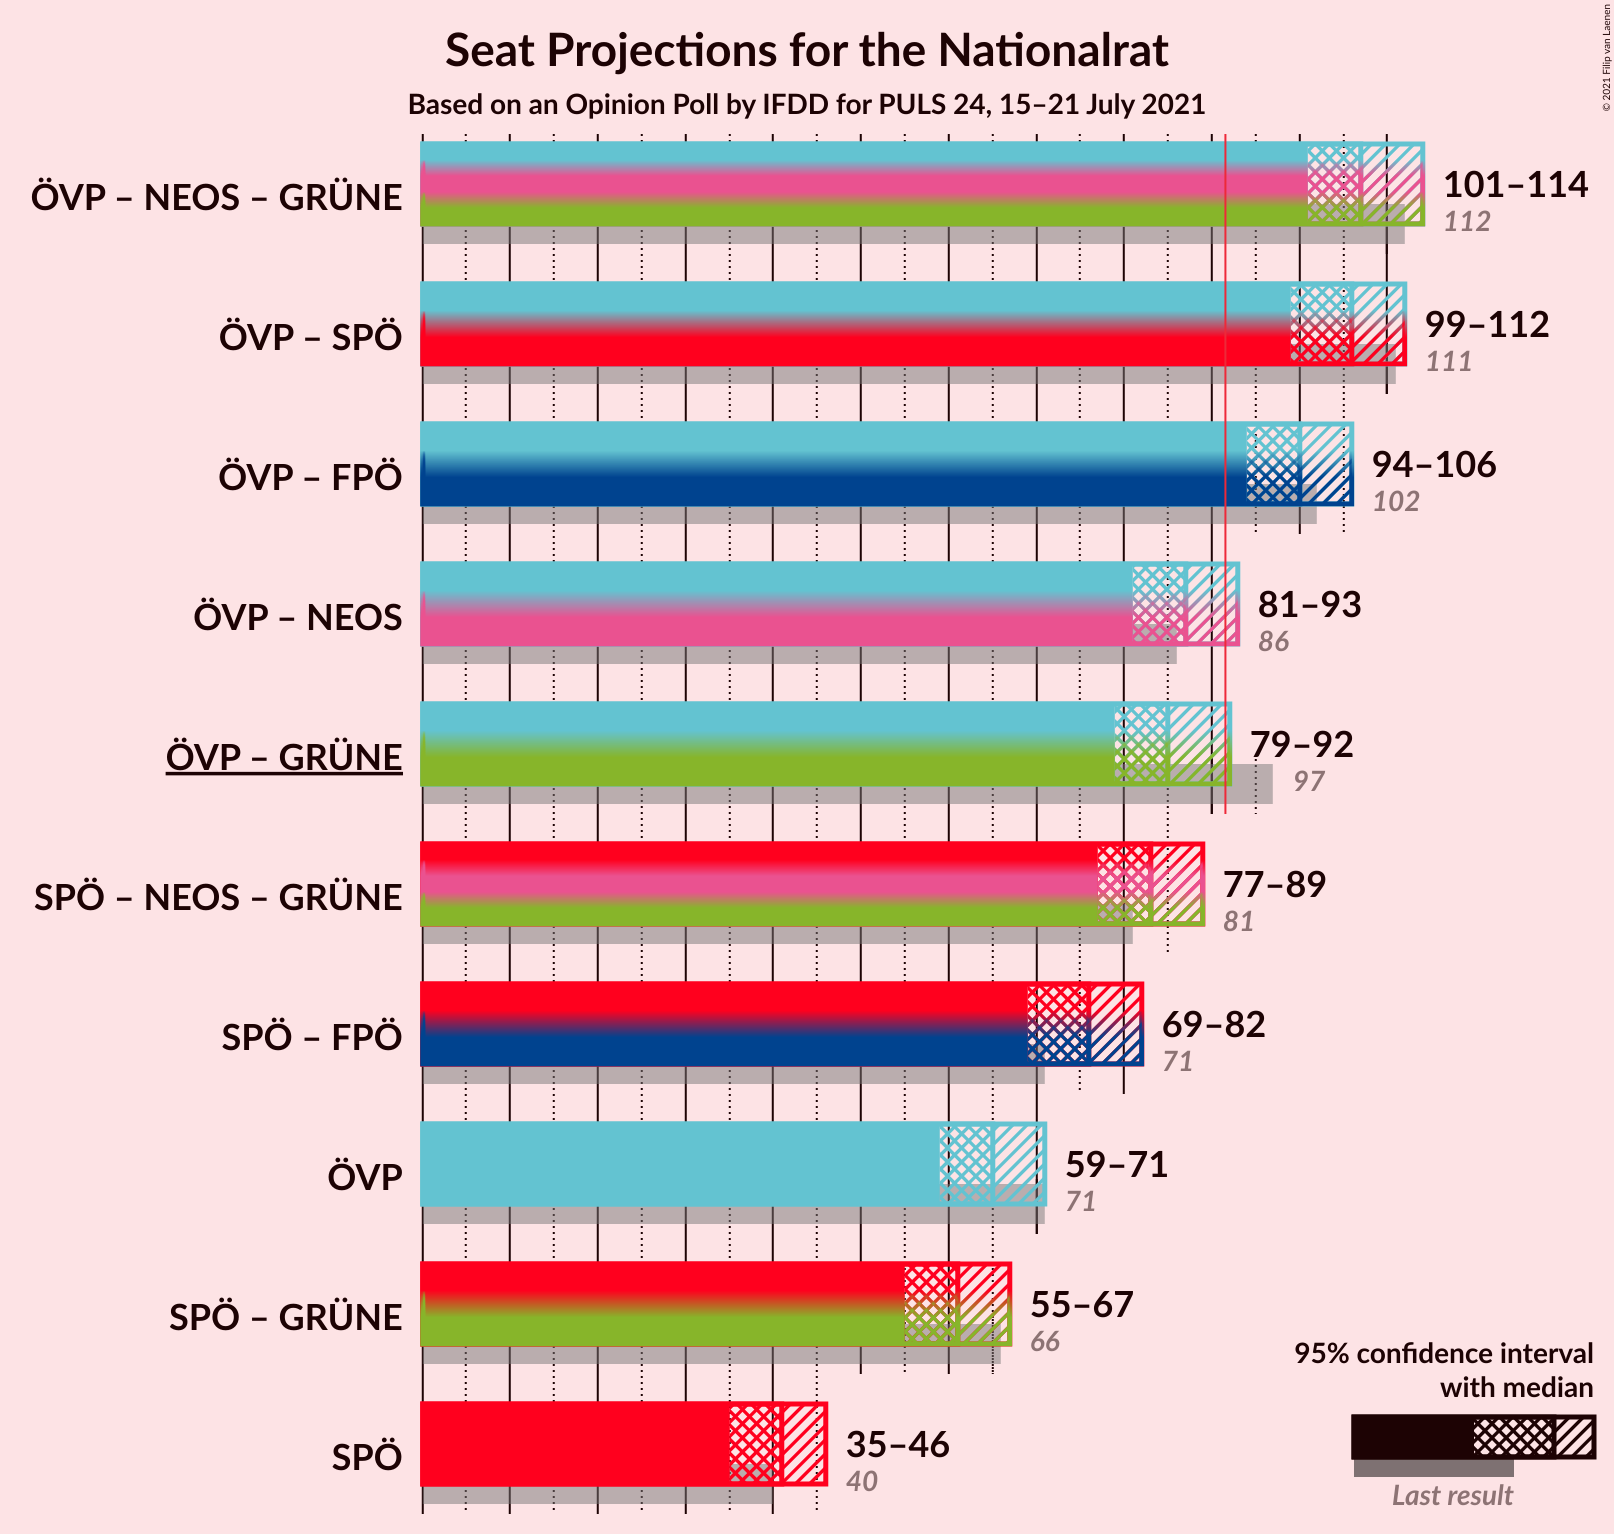 Seat Projections for the Nationalrat
Based on an Opinion Poll by IFDD for PULS 24, 15–21 July 2021
© 2021 Filip van Laenen
ÖVP – NEOS – GRÜNE
101–114
112
ÖVP – SPÖ
99–112
111
ÖVP – FPÖ
94–106
102
ÖVP – NEOS
81–93
86
ÖVP – GRÜNE
79–92
97
SPÖ – NEOS – GRÜNE
77–89
81
SPÖ – FPÖ
69–82
71
ÖVP
59–71
71
SPÖ – GRÜNE
55–67
66
SPÖ
35–46
40
95% confidence interval
with median
Last result